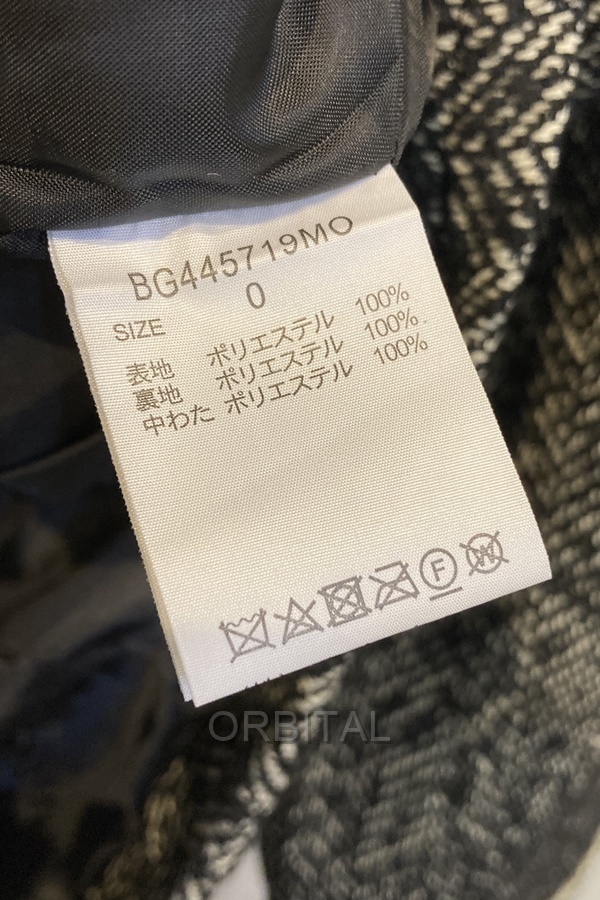 BG445719MO
SIZE 0
表地 ポリエステル 100%
裏地 ポリエステル 100%
中わた ポリエステル 100%
F
W
ORBITAL